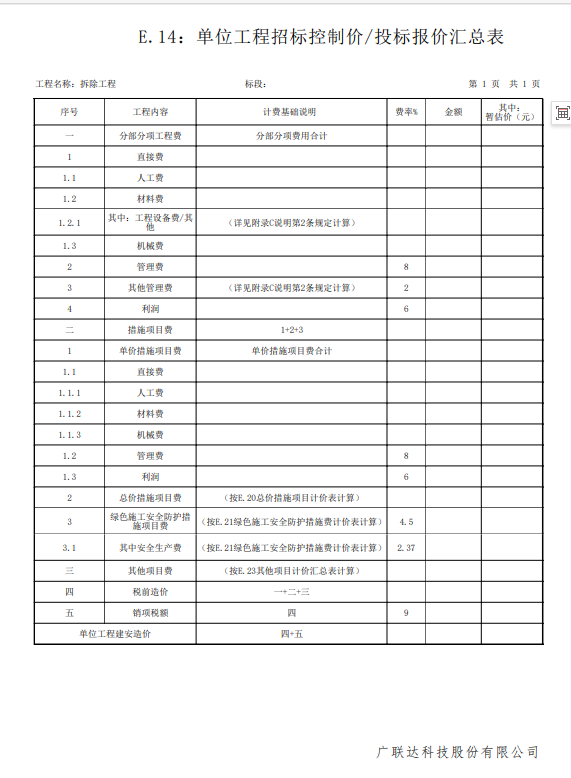 E.14: 单位工程招标控制价/投标报价汇总表
工程名称: 拆除工程 标段: 第 1 页 共 1 页
序号 工程内容 计费基础说明 费率% 金额 其中:
暂估价(元)
一 分部分项工程费 分部分项费用合计
1 直接费
1.1 人工费
1.2 材料费
1.2.1 其中: 工程设备费/其他 (详见附录C说明第2条规定计算)
1.3 机械费
2 管理费 8
3 其他管理费 (详见附录C说明第2条规定计算) 2
4 利润 6
二 措施项目费 1+2+3
1 单价措施项目费 单价措施项目费合计
1.1 直接费
1.1.1 人工费
1.1.2 材料费
1.1.3 机械费
1.2 管理费 8
1.3 利润 6
2 总价措施项目费 (按E.20总价措施项目计价表计算)
3 绿色施工安全防护措施项目费 (按E.21绿色施工安全防护措施费计价表计算) 4.5
3.1 其中安全生产费 (按E.21绿色施工安全防护措施费计价表计算) 2.37
三 其他项目费 (按E.23其他项目计价汇总表计算)
四 税前造价 一+二+三
五 销项税额 四 9
单位工程建安造价 四+五
广联达科技股份有限公司